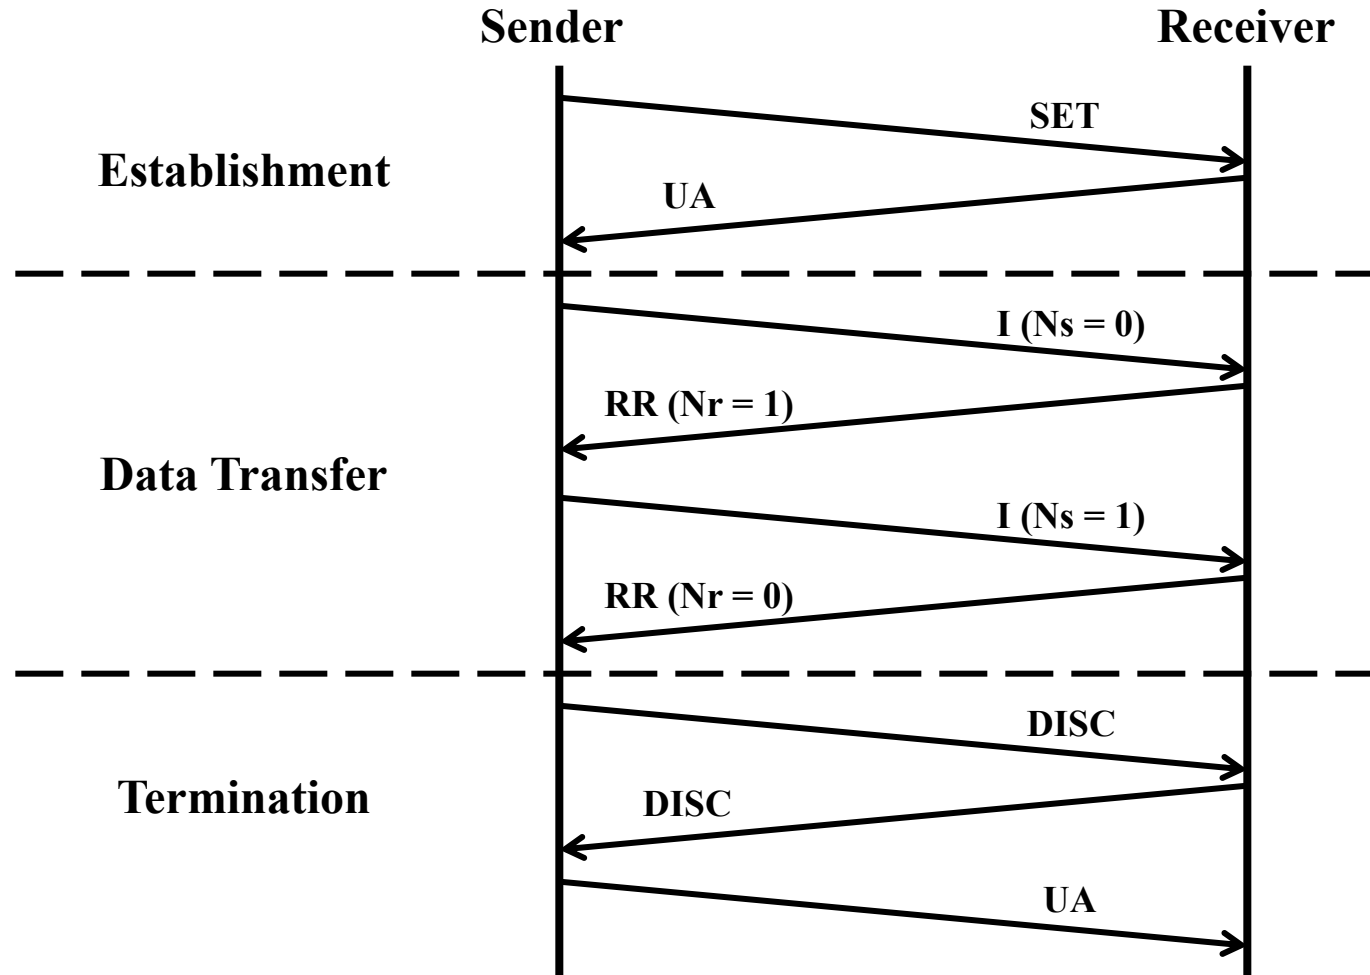 Sender
Receiver
SET
Establishment
UA
I (Ns = 0)
RR (Nr = 1)
Data Transfer
I (Ns = 1)
RR (Nr = 0)
DISC
Termination
DISC
UA